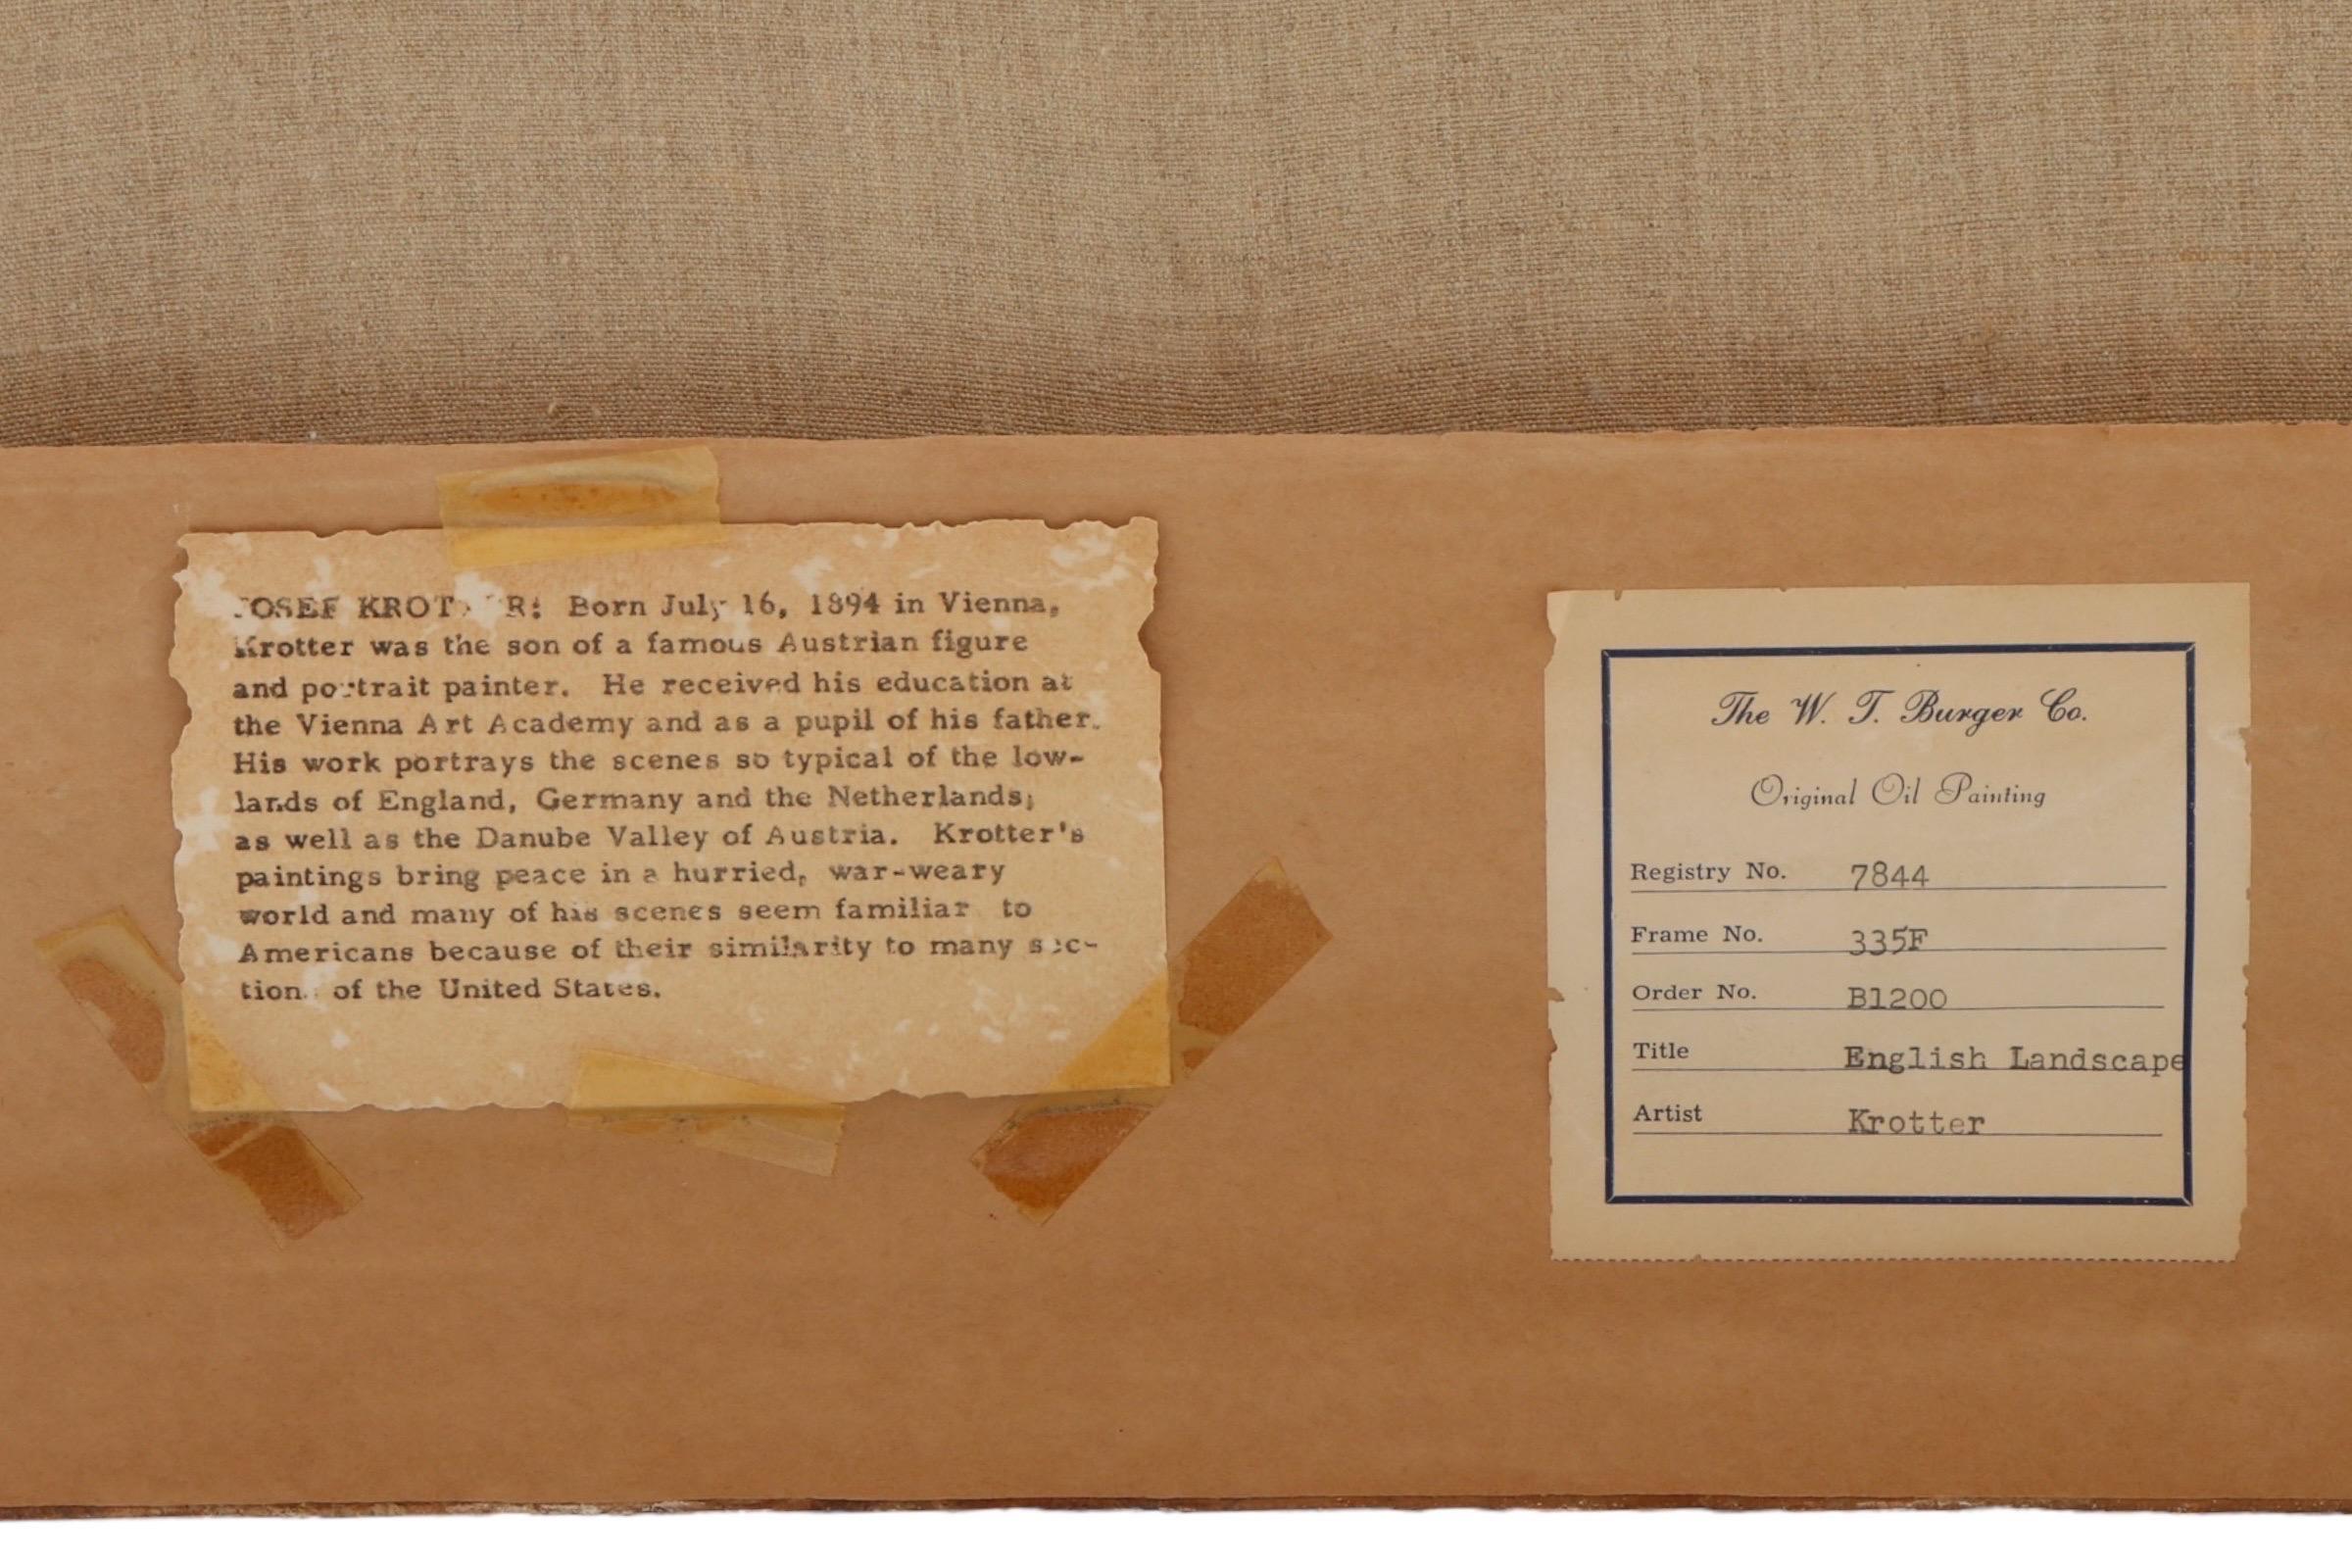 JOSEF KROTTER: Born July 16, 1894 in Vienna,
Krotter was the son of a famous Austrian figure
and portrait painter. He received his education at
the Vienna Art Academy and as a pupil of his father.
His work portrays the scenes so typical of the low-
lands of England, Germany and the Netherlands;
as well as the Danube Valley of Austria. Krotter's
paintings bring peace in a hurried, war-weary
world and many of his scenes seem familiar to
Americans because of their similarity to many sec-
tions of the United States.
The W. T. Burger Co.
Original Oil Painting
Registry No. 7844
Frame No. 335F
Order No. B1200
Title English Landscape
Artist Krotter